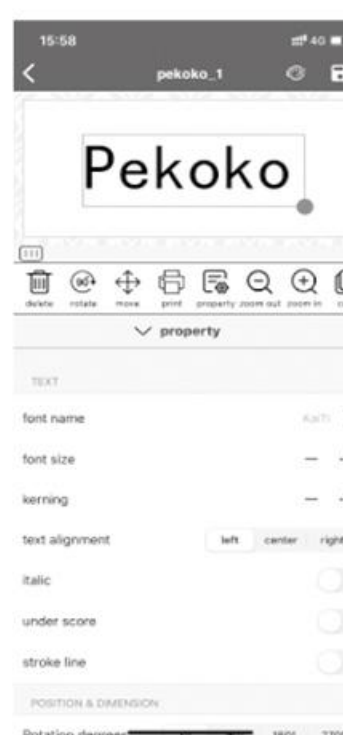 15:58 4G
pekoko_1
Pekoko
delete rotate move print property zoom out zoom in
property
TEXT
font name
font size
kerning
text alignment left center right
italic
under score
stroke line
POSITION & DIMENSION
Rotation degrees